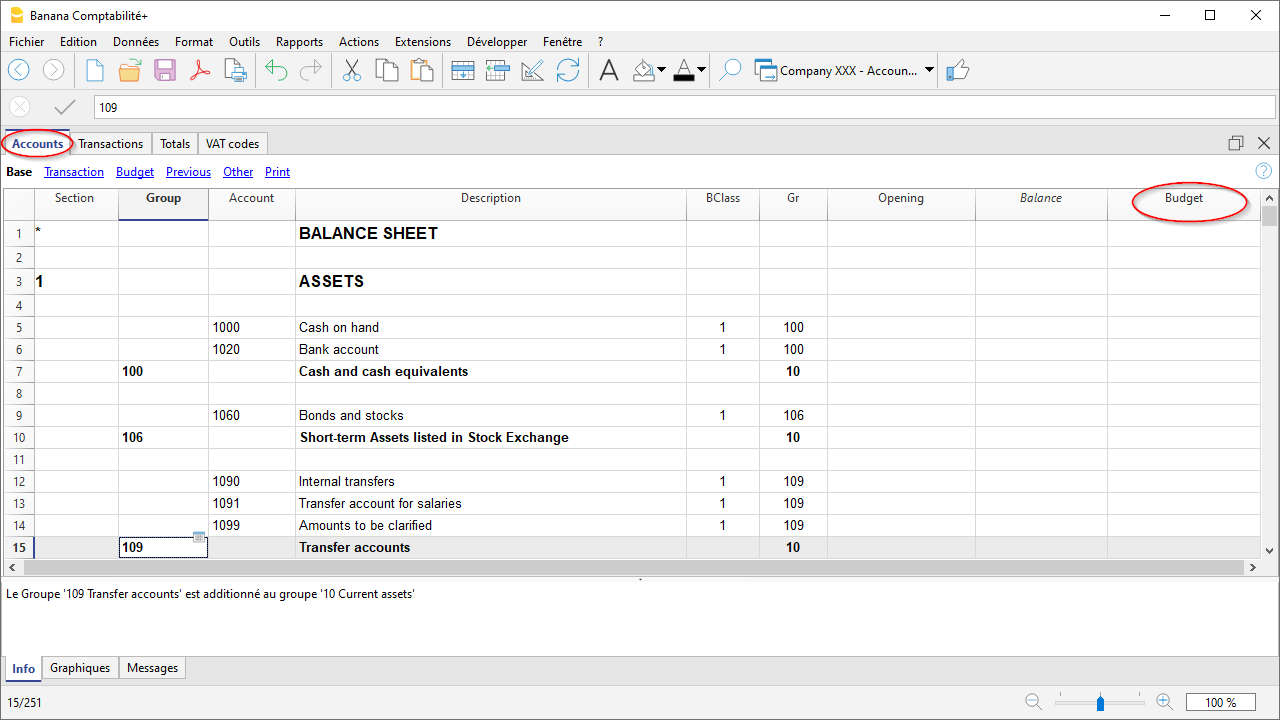 Banana Comptabilité+
Fichier Edition Données Format Outils Rapports Actions Extensions Développer Fenêtre ?
Company XXX - Accoun...
109
Accounts Transactions Totals VAT codes
Base Transaction Budget Previous Other Print
Section Group Account Description BClass Gr Opening Balance Budget
1 * BALANCE SHEET
2
3 1 ASSETS
4
5 1000 Cash on hand 1 100
6 1020 Bank account 1 100
7 100 Cash and cash equivalents 10
8
9 1060 Bonds and stocks 1 106
10 106 Short-term Assets listed in Stock Exchange 10
11
12 1090 Internal transfers 1 109
13 1091 Transfer account for salaries 1 109
14 1099 Amounts to be clarified 1 109
15 109 Transfer accounts 10
Le Groupe '109 Transfer accounts' est additionné au groupe '10 Current assets'
Info Graphiques Messages
15/251 100 %